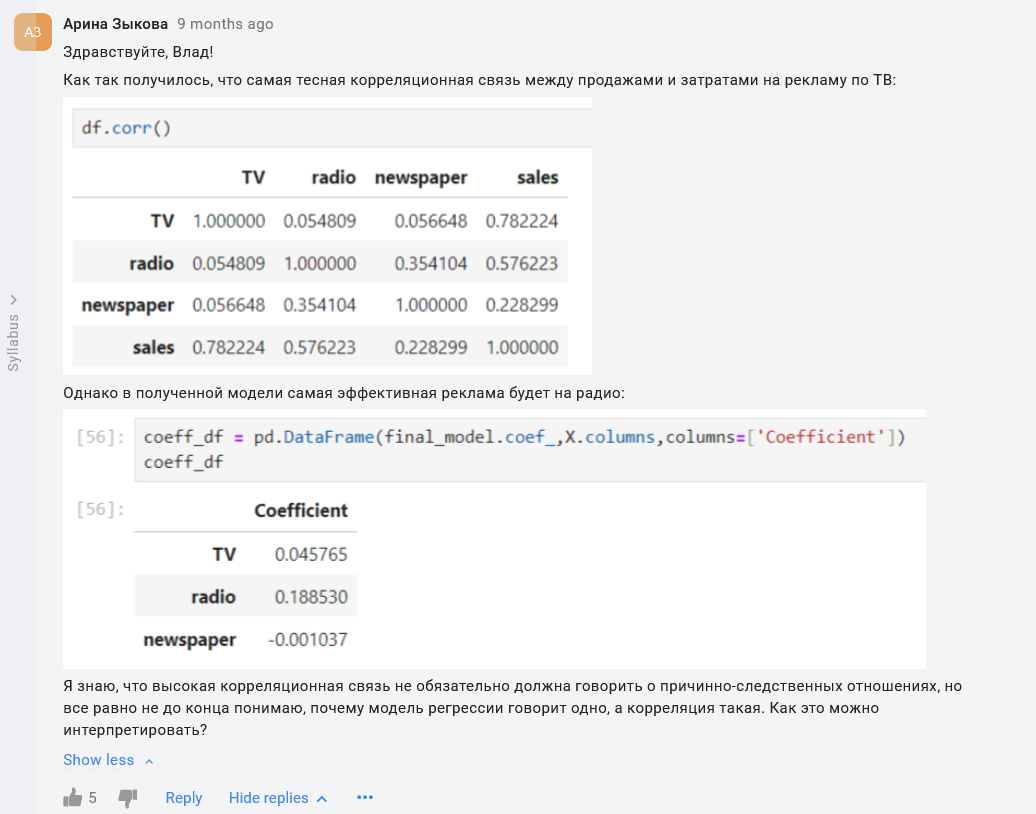 АЗ
Арина Зыкова 9 months ago
Здравствуйте, Влад!
Как так получилось, что самая тесная корреляционная связь между продажами и затратами на рекламу по ТВ:
df.corr()
TV radio newspaper sales
TV 1.000000 0.054809 0.056648 0.782224
radio 0.054809 1.000000 0.354104 0.576223
newspaper 0.056648 0.354104 1.000000 0.228299
sales 0.782224 0.576223 0.228299 1.000000
Syllabus
Однако в полученной модели самая эффективная реклама будет на радио:
[56]: coeff_df = pd.DataFrame(final_model.coef_,X.columns,columns=['Coefficient'])
coeff_df
[56]: Coefficient
TV 0.045765
radio 0.188530
newspaper -0.001037
Я знаю, что высокая корреляционная связь не обязательно должна говорить о причинно-следственных отношениях, но
все равно не до конца понимаю, почему модель регрессии говорит одно, а корреляция такая. Как это можно
интерпретировать?
Show less
5 Reply Hide replies